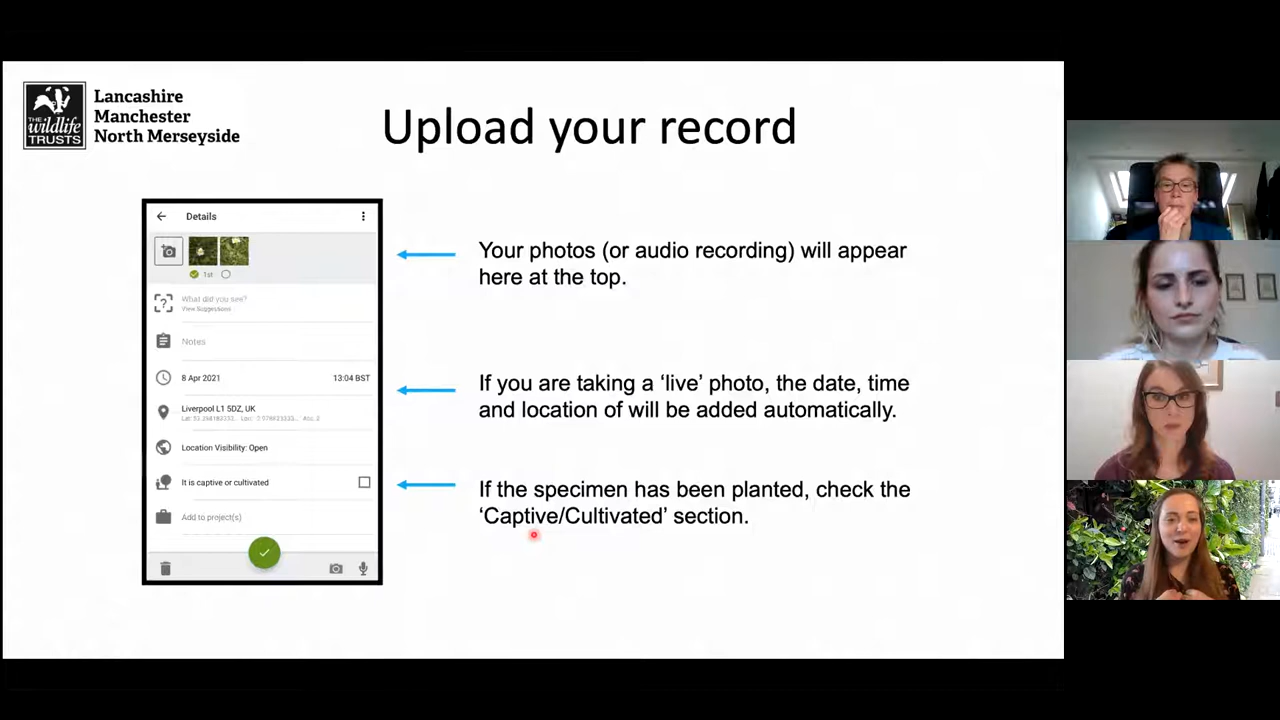 THE
wildlife
TRUSTS
Lancashire
Manchester
North Merseyside
Upload your record
Details
1st
What did you see?
View Suggestions
Notes
8 Apr 2021
13:04 BST
Liverpool L1 5DZ, UK
Location Visibility: Open
It is captive or cultivated
Add to project(s)
Your photos (or audio recording) will appear
here at the top.
If you are taking a ‘live’ photo, the date, time
and location of will be added automatically.
If the specimen has been planted, check the
‘Captive/Cultivated’ section.